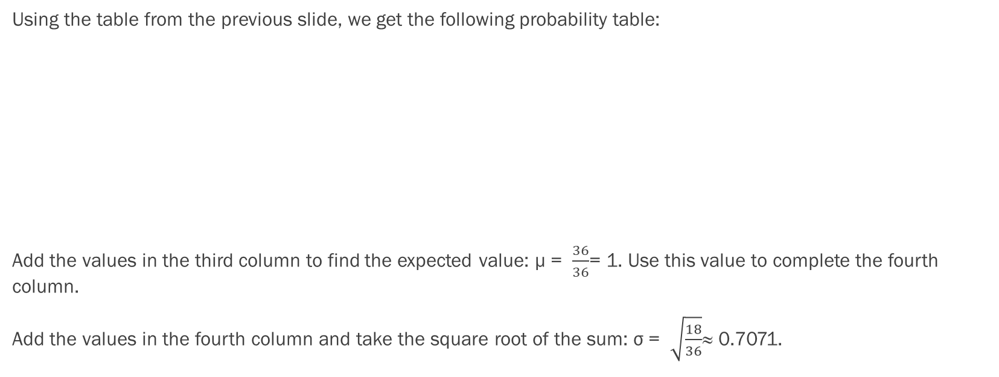 Using the table from the previous slide, we get the following probability table:
Add the values in the third column to find the expected value: μ = 36/36 = 1. Use this value to complete the fourth
column.
Add the values in the fourth column and take the square root of the sum: σ = √(18/36) ≈ 0.7071.